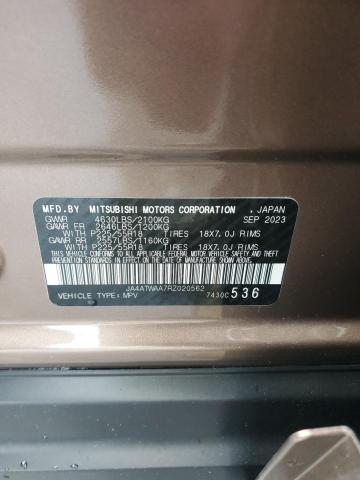 MFD.BY MITSUBISHI MOTORS CORPORATION , JAPAN
GVWR 4630LBS/2100KG SEP 2023
GAWR FR 2646LBS/1200KG
WITH P225/55R18 18X7.0J RIMS
GAWR RR 2557LBS/1160KG
WITH P225/55R18 18X7.0J RIMS
THIS VEHICLE CONFORMS TO ALL APPLICABLE FEDERAL
MOTOR VEHICLE SAFETY, BUMPER, AND THEFT PREVENTION
STANDARDS IN EFFECT ON THE DATE OF MANUFACTURE SHOWN ABOVE.
JA4ATWAA7RZ020562
VEHICLE TYPE: MPV 7430C 536